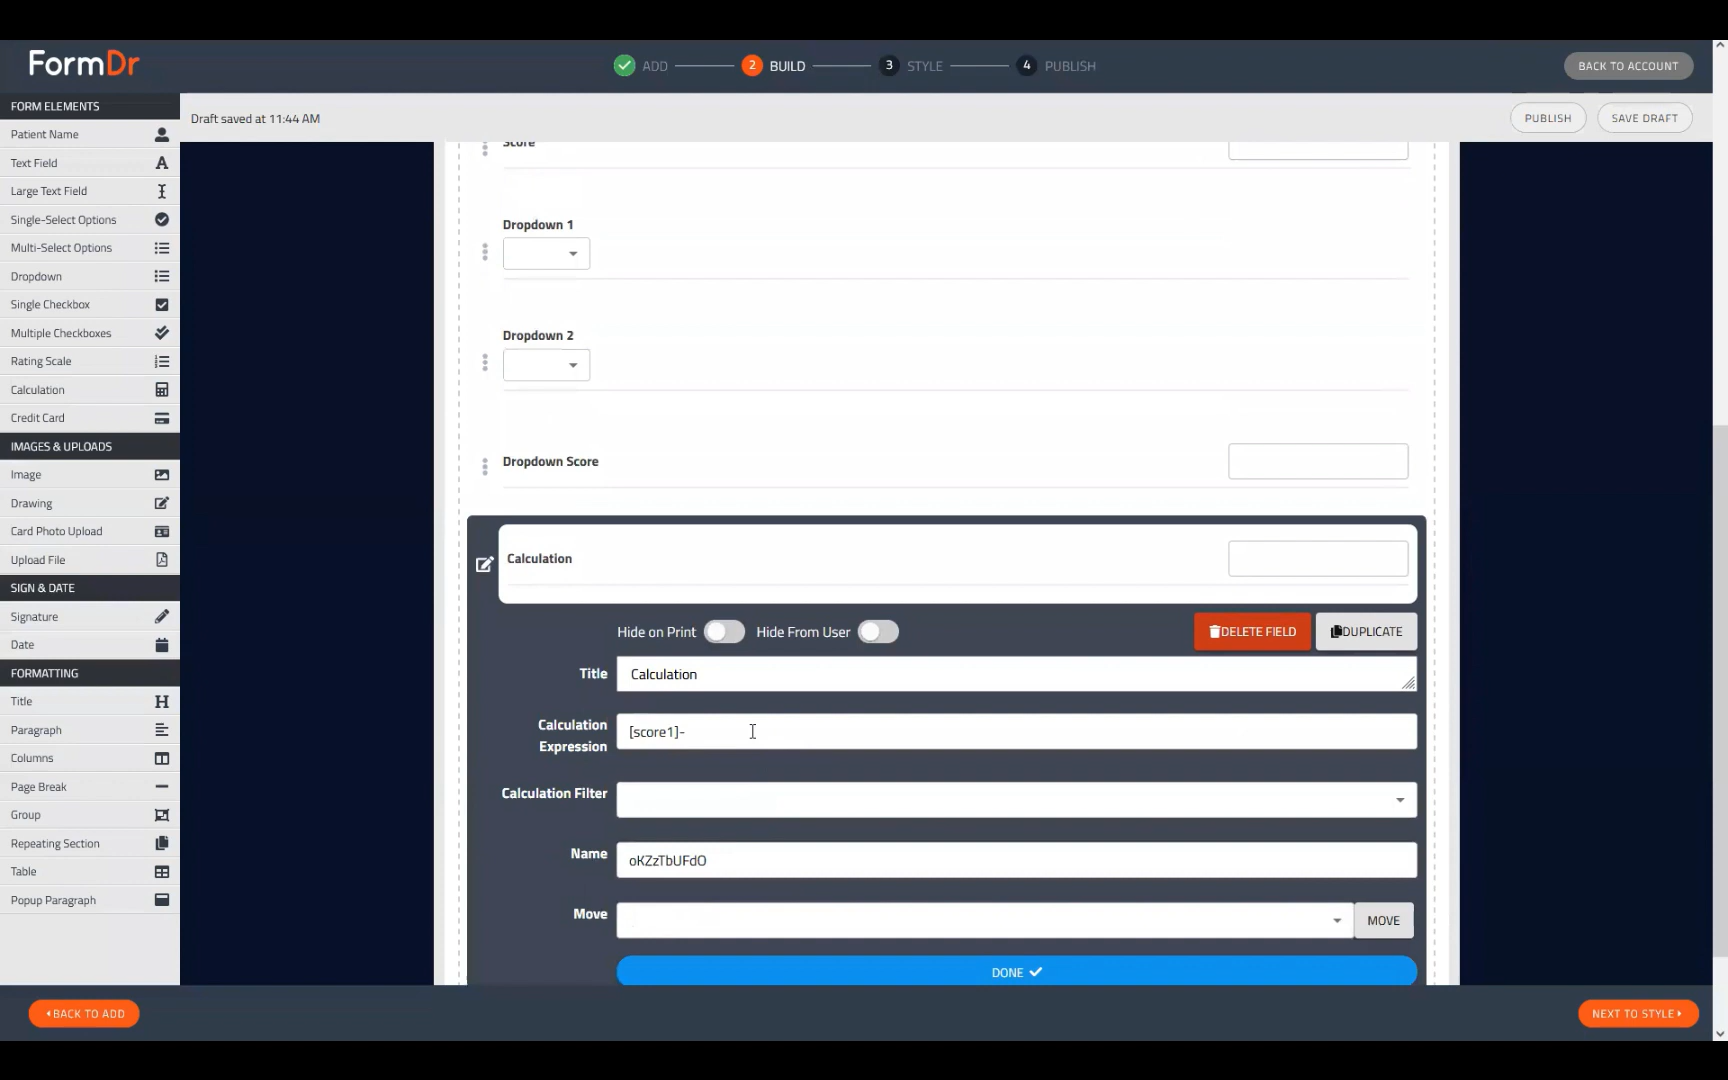 FormDr
ADD
2 BUILD
3 STYLE
4 PUBLISH
BACK TO ACCOUNT
FORM ELEMENTS
Draft saved at 11:44 AM
PUBLISH
SAVE DRAFT
Patient Name
Text Field
Large Text Field
Single-Select Options
Multi-Select Options
Dropdown
Single Checkbox
Multiple Checkboxes
Rating Scale
Calculation
Credit Card
IMAGES & UPLOADS
Image
Drawing
Card Photo Upload
Upload File
SIGN & DATE
Signature
Date
FORMATTING
Title
Paragraph
Columns
Page Break
Group
Repeating Section
Table
Popup Paragraph
Score
Dropdown 1
Dropdown 2
Dropdown Score
Calculation
Hide on Print
Hide From User
DELETE FIELD
DUPLICATE
Title
Calculation
Calculation
Expression
[score1]-
Calculation Filter
Name
oKZzTbUFdO
Move
MOVE
DONE
BACK TO ADD
NEXT TO STYLE